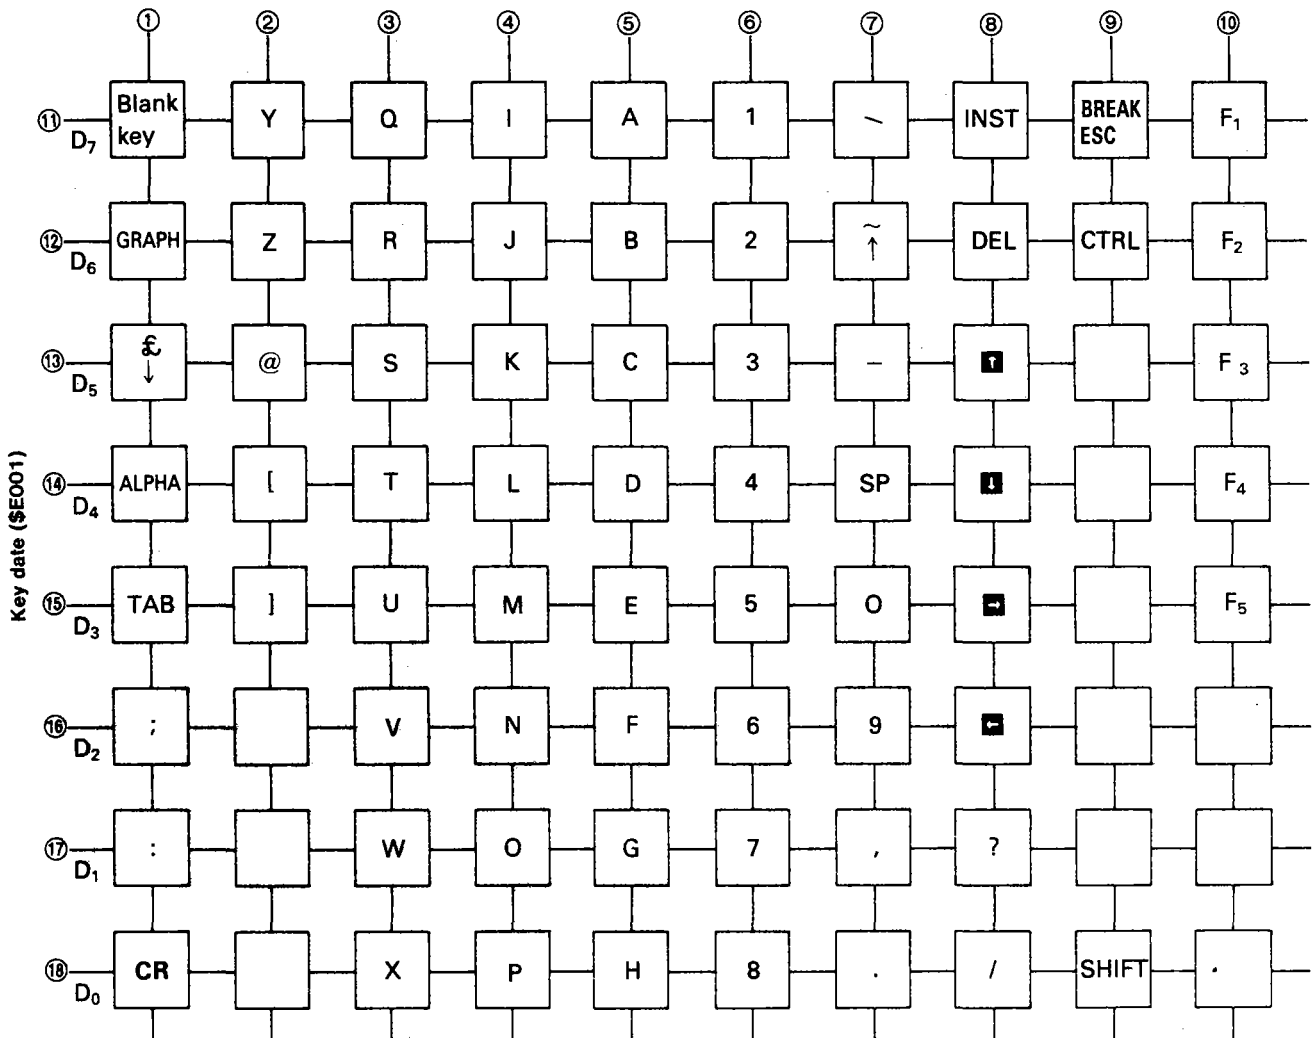 ① ② ③ ④ ⑤ ⑥ ⑦ ⑧ ⑨ ⑩
⑪ D7 Blank key Y Q I A 1 \ INST BREAK ESC F1
⑫ D6 GRAPH Z R J B 2 ~ ↑ DEL CTRL F2
⑬ D5 £ ↓ @ S K C 3 – ↑ F 3
⑭ D4 ALPHA [ T L D 4 SP ↓ F4
⑮ D3 TAB ] U M E 5 O → F5
⑯ D2 ; V N F 6 9 ←
⑰ D1 : W O G 7 , ?
⑱ D0 CR X P H 8 . / SHIFT
Key date ($E001)